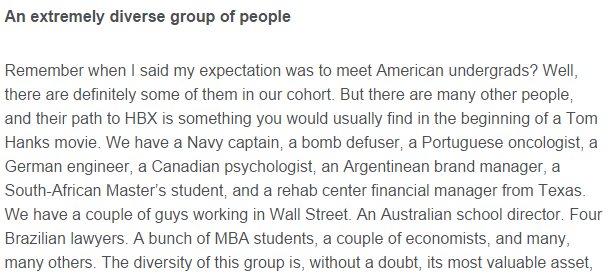 An extremely diverse group of people
Remember when I said my expectation was to meet American undergrads? Well,
there are definitely some of them in our cohort. But there are many other people,
and their path to HBX is something you would usually find in the beginning of a Tom
Hanks movie. We have a Navy captain, a bomb defuser, a Portuguese oncologist, a
German engineer, a Canadian psychologist, an Argentinean brand manager, a
South-African Master's student, and a rehab center financial manager from Texas.
We have a couple of guys working in Wall Street. An Australian school director. Four
Brazilian lawyers. A bunch of MBA students, a couple of economists, and many,
many others. The diversity of this group is, without a doubt, its most valuable asset,